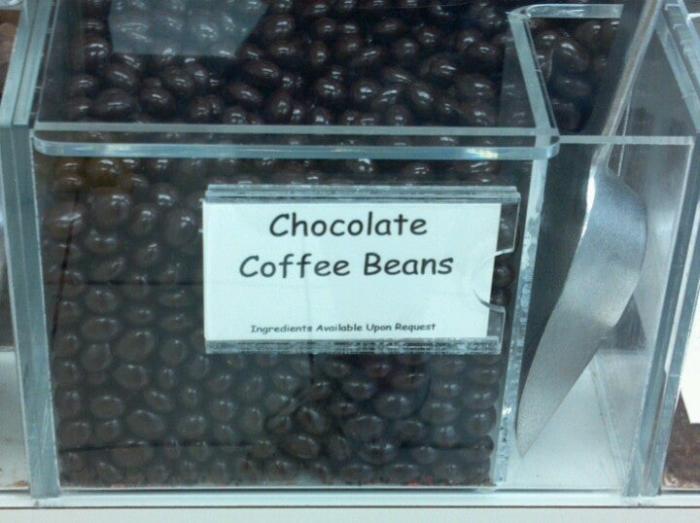 Chocolate
Coffee Beans
Ingredients Available Upon Request